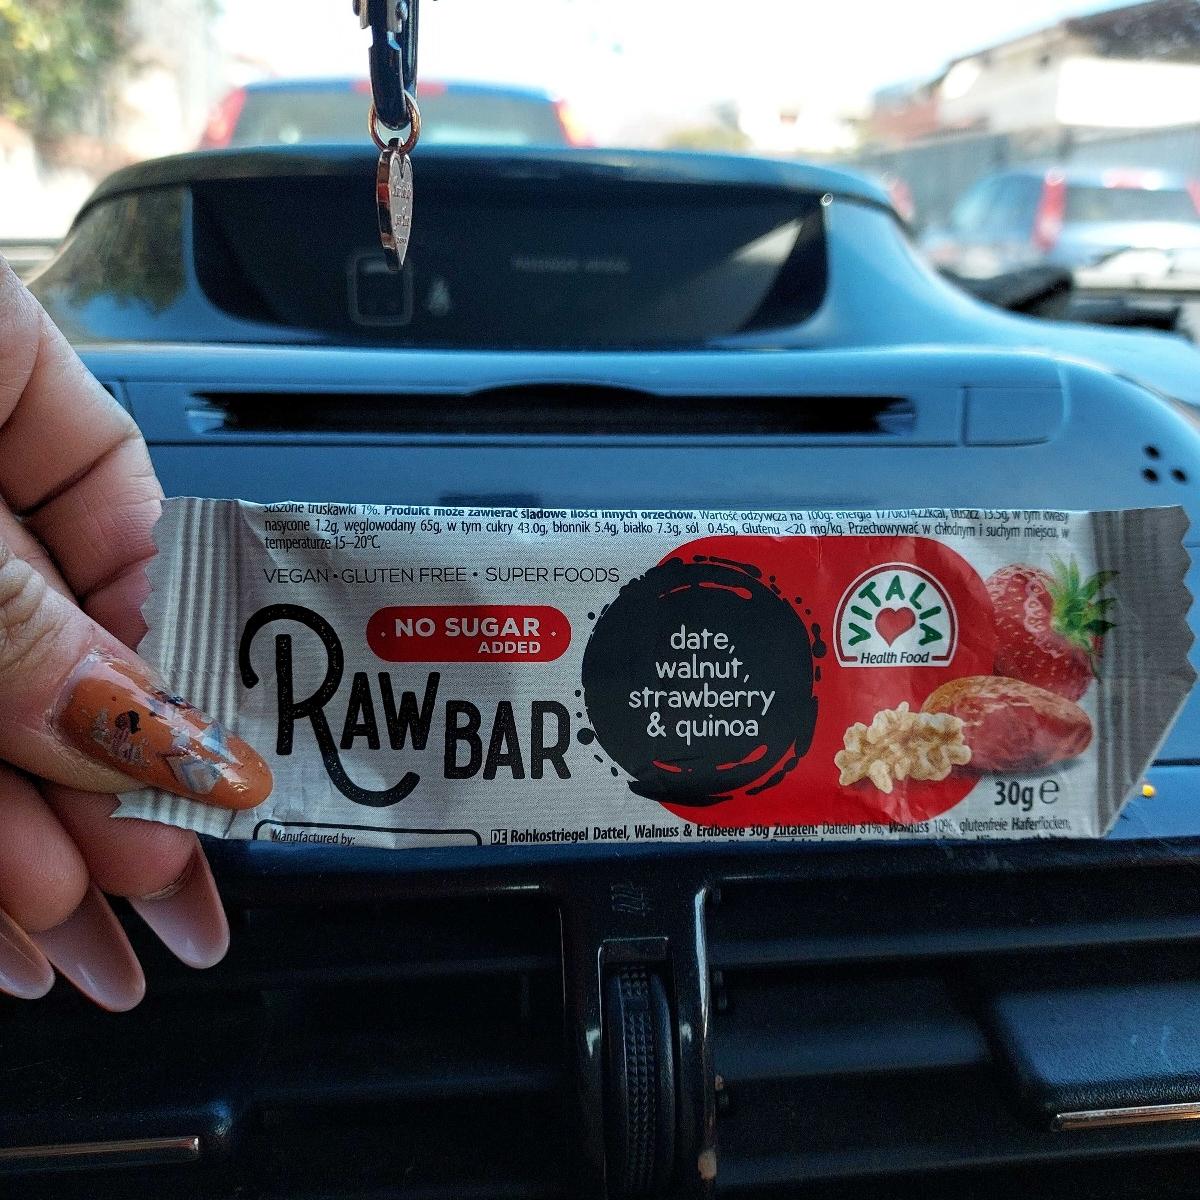 suszone truskawki 1%. Produkt może zawierać śladowe ilości innych orzechów. Wartość odżywcza na 100g: energia 1770kJ/422kcal, tłuszcz 13.5g, w tym kwasy
nasycone 1.2g, węglowodany 65g, w tym cukry 43.0g, błonnik 5.4g, białko 7.3g, sól 0.45g, Glutenu <20 mg/kg. Przechowywać w chłodnym i suchym miejscu, w
temperaturze 15–20°C.
VEGAN • GLUTEN FREE • SUPER FOODS
NO SUGAR
ADDED
RAW BAR
date,
walnut,
strawberry
& quinoa
VITALIA
Health Food
30g e
Manufactured by:
DE Rohkostriegel Dattel, Walnuss & Erdbeere 30g Zutaten: Datteln 81%, Walnuss 10%, glutenfreie Haferflocken,